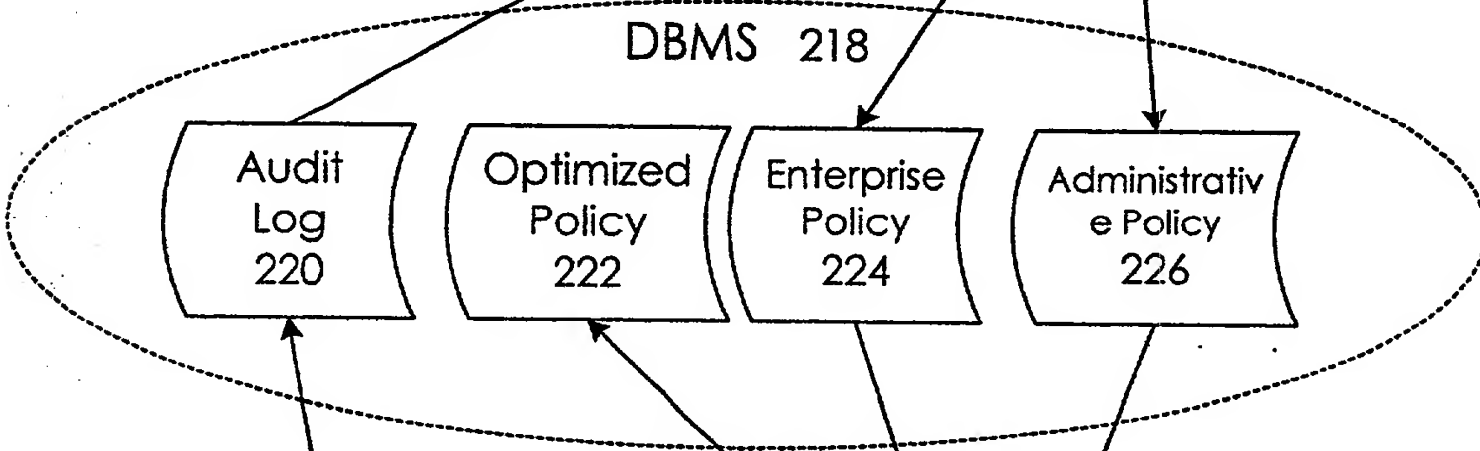 DBMS 218
Audit
Log
220
Optimized
Policy
222
Enterprise
Policy
224
Administrativ
e Policy
226